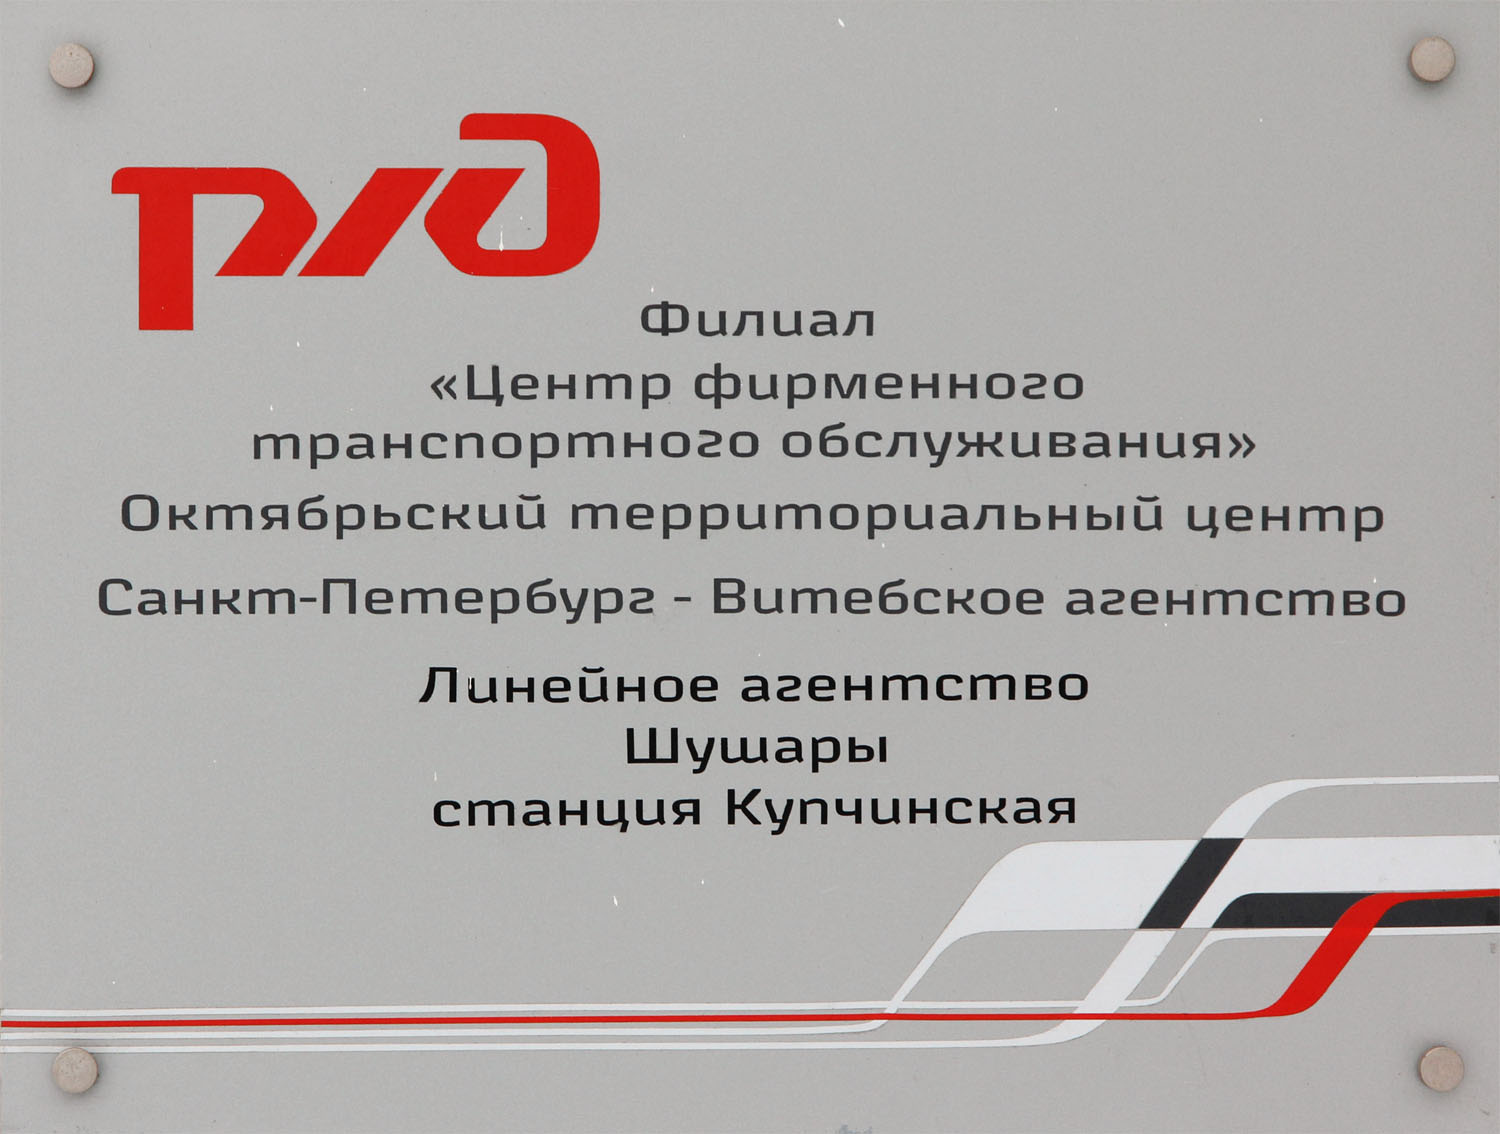 РЖД
Филиал
«Центр фирменного
транспортного обслуживания»
Октябрьский территориальный центр
Санкт-Петербург - Витебское агентство
Линейное агентство
Шушары
станция Купчинская